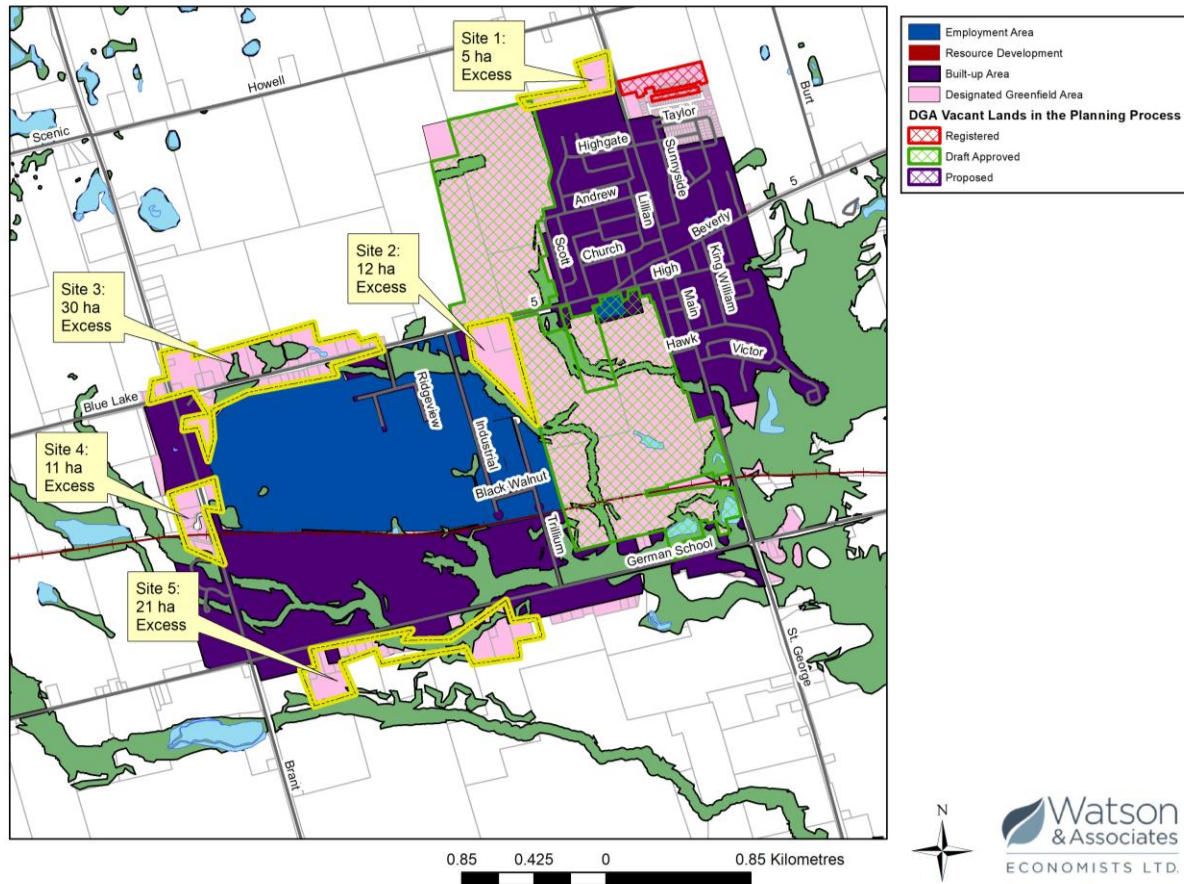 Site 1:
5 ha
Excess
Howell
Scenic
Burt
Taylor
Highgate
Sunnyside
Andrew
Lillian
5
Beverly
Scott
Church
High
King William
Main
Site 2:
12 ha
Excess
5
Hawk
Victor
Site 3:
30 ha
Excess
Blue Lake
Ridgeview
Industrial
Black Walnut
Trillium
Site 4:
11 ha
Excess
German School
Site 5:
21 ha
Excess
St. George
Brant
Employment Area
Resource Development
Built-up Area
Designated Greenfield Area
DGA Vacant Lands in the Planning Process
Registered
Draft Approved
Proposed
0.85 0.425 0 0.85 Kilometres
N
Watson
& Associates
ECONOMISTS LTD.